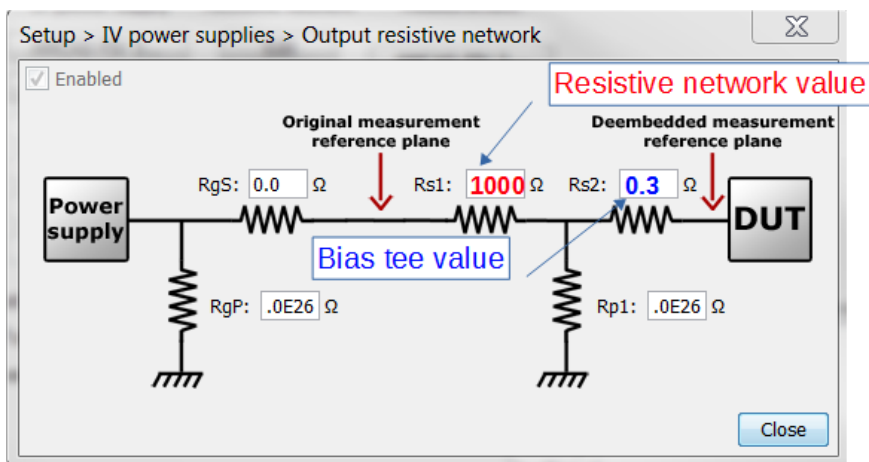 Setup > IV power supplies > Output resistive network
Enabled
Resistive network value
Original measurement
reference plane
Deembedded measurement
reference plane
RgS: 0.0 Ω
Rs1: 1000 Ω
Rs2: 0.3 Ω
Power
supply
DUT
Bias tee value
RgP: .0E26 Ω
Rp1: .0E26 Ω
Close